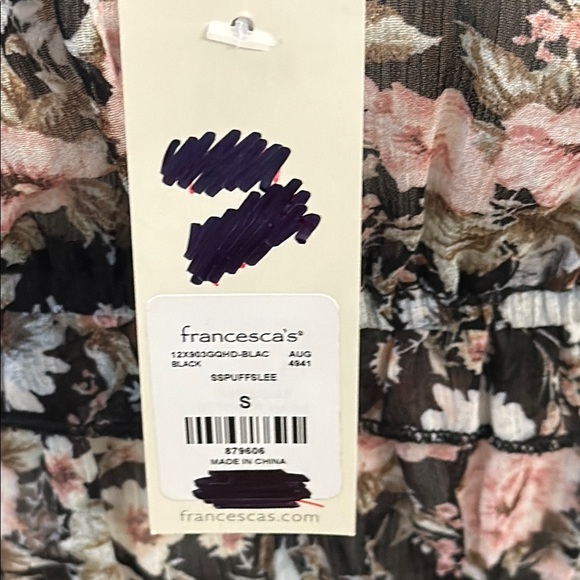 francesca's®
12X903GQHD-BLAC AUG
BLACK 4941
SSPUFFSLEE
S
879606
MADE IN CHINA
francescas.com